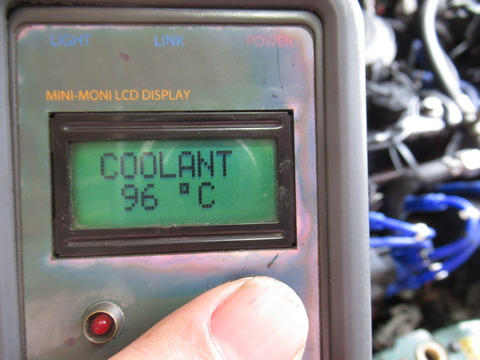 LIGHT LINK POWER
MINI-MONI LCD DISPLAY
COOLANT
96 °C